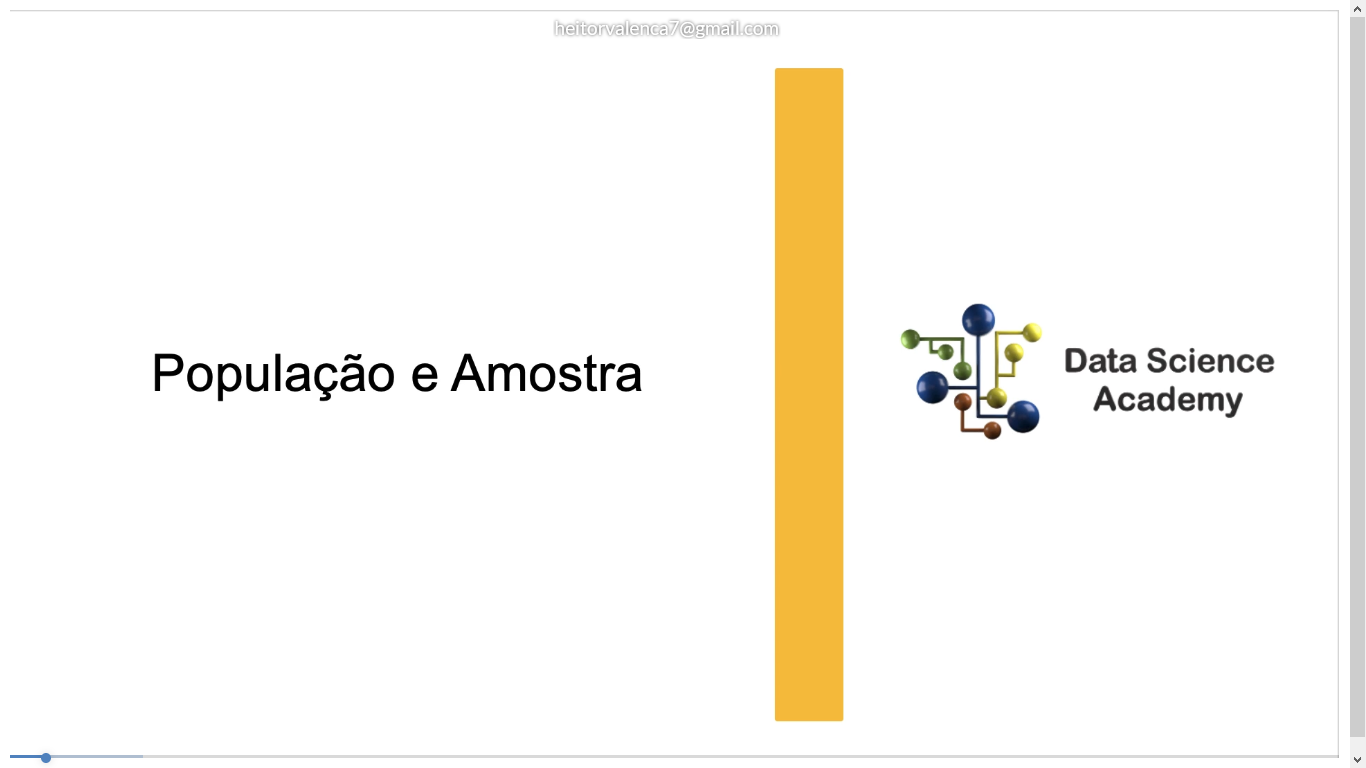 heitorvalenca7@gmail.com
População e Amostra
Data Science
Academy